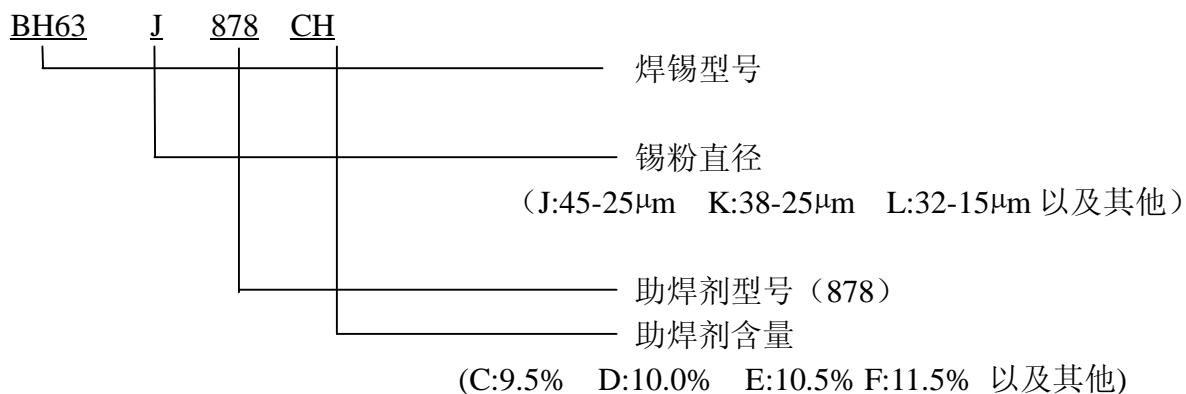 BH63 J 878 CH
焊锡型号
锡粉直径
（J:45-25μm K:38-25μm L:32-15μm 以及其他）
助焊剂型号（878）
助焊剂含量
(C:9.5% D:10.0% E:10.5% F:11.5% 以及其他)